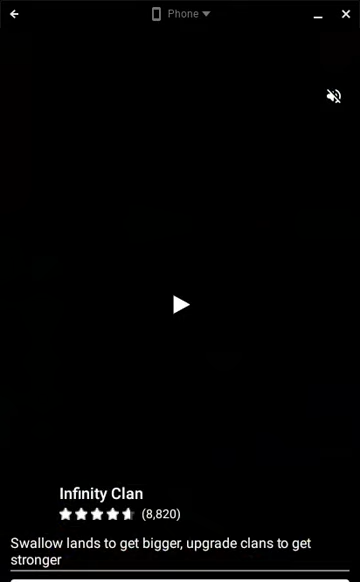 Phone
Infinity Clan
(8,820)
Swallow lands to get bigger, upgrade clans to get
stronger